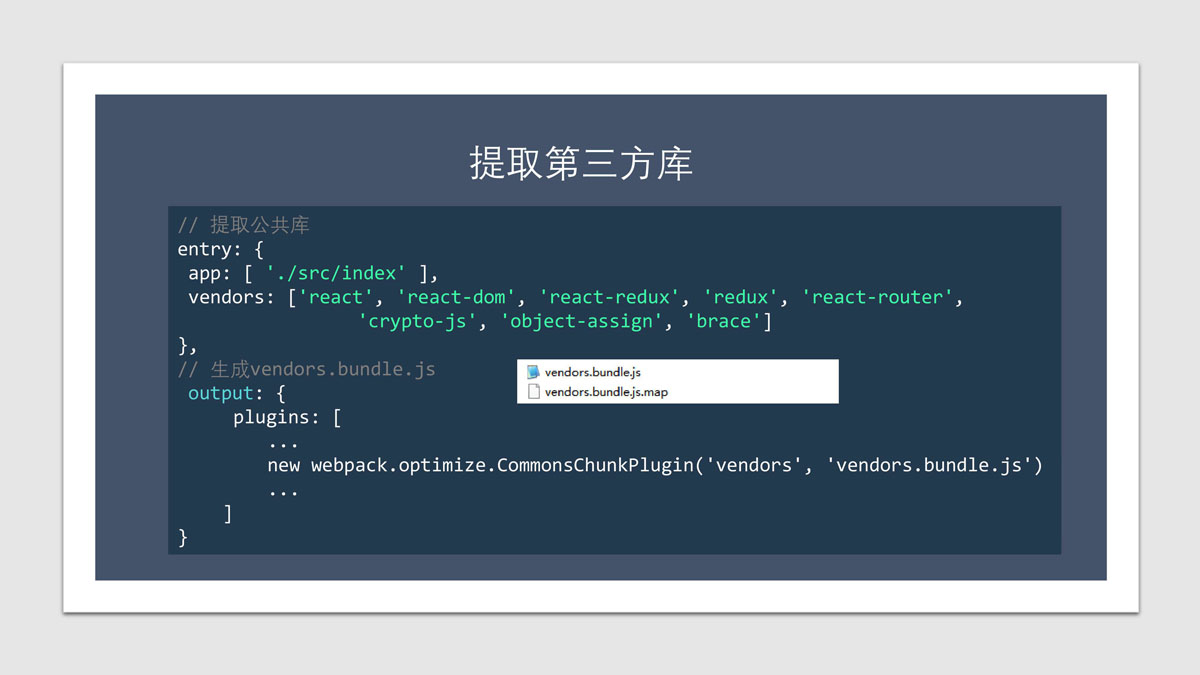 提取第三方库
// 提取公共库
entry: {
app: [ './src/index' ],
vendors: ['react', 'react-dom', 'react-redux', 'redux', 'react-router',
'crypto-js', 'object-assign', 'brace']
},
// 生成vendors.bundle.js
vendors.bundle.js
vendors.bundle.js.map
output: {
plugins: [
...
new webpack.optimize.CommonsChunkPlugin('vendors', 'vendors.bundle.js')
...
]
}